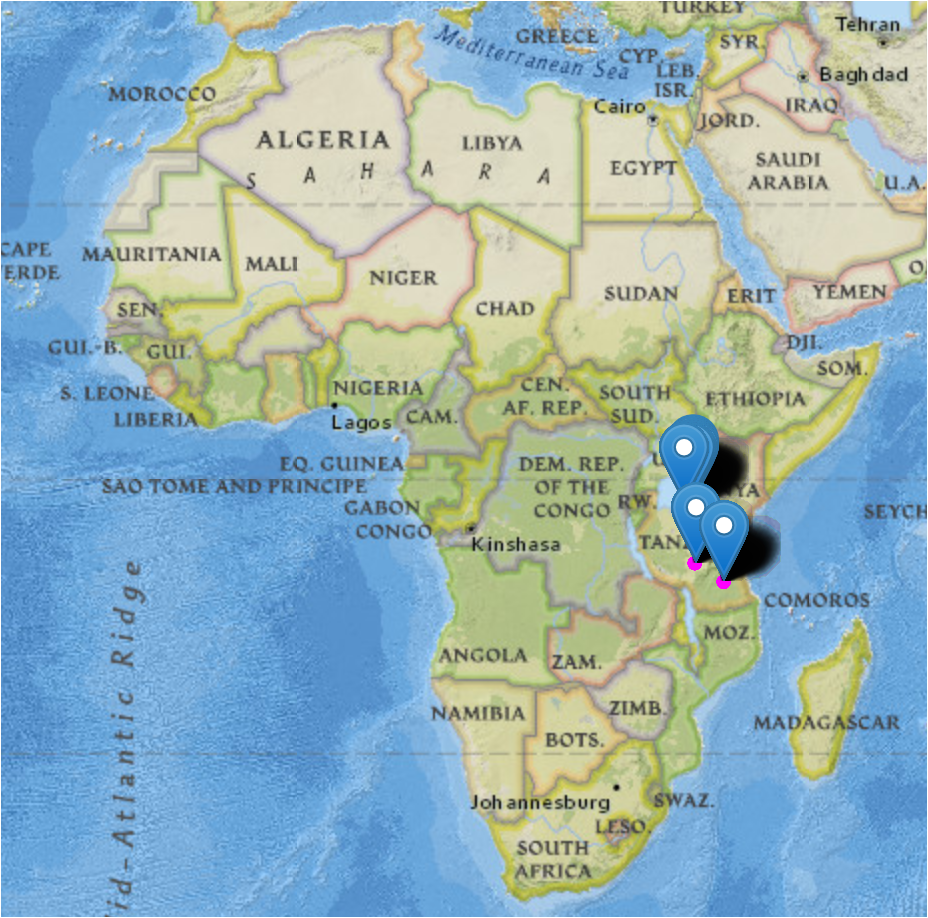 TURKEY
Tehran
GREECE
SYR.
CYP.
Mediterranean Sea
LEB.
ISR.
Baghdad
MOROCCO
Cairo
IRAQ
JORD.
ALGERIA
LIBYA
EGYPT
SAUDI
ARABIA
SAHARA
U.A.
CAPE
ERDE
MAURITANIA
MALI
NIGER
CHAD
SUDAN
ERIT
YEMEN
O
SEN.
GUI.-B.
GUI.
DJI.
SOM.
S. LEONE
LIBERIA
NIGERIA
Lagos
CAM.
CEN.
AF. REP.
SOUTH
SUD.
ETHIOPIA
EQ. GUINEA
SAO TOME AND PRINCIPE
GABON
CONGO
DEM. REP.
OF THE
CONGO
U
YA
RW.
SEYCH
Kinshasa
TANZ
COMOROS
ANGOLA
ZAM.
MOZ.
NAMIBIA
ZIMB.
BOTS.
MADAGASCAR
Johannesburg
SWAZ.
LESO.
SOUTH
AFRICA
id-Atlantic Ridge